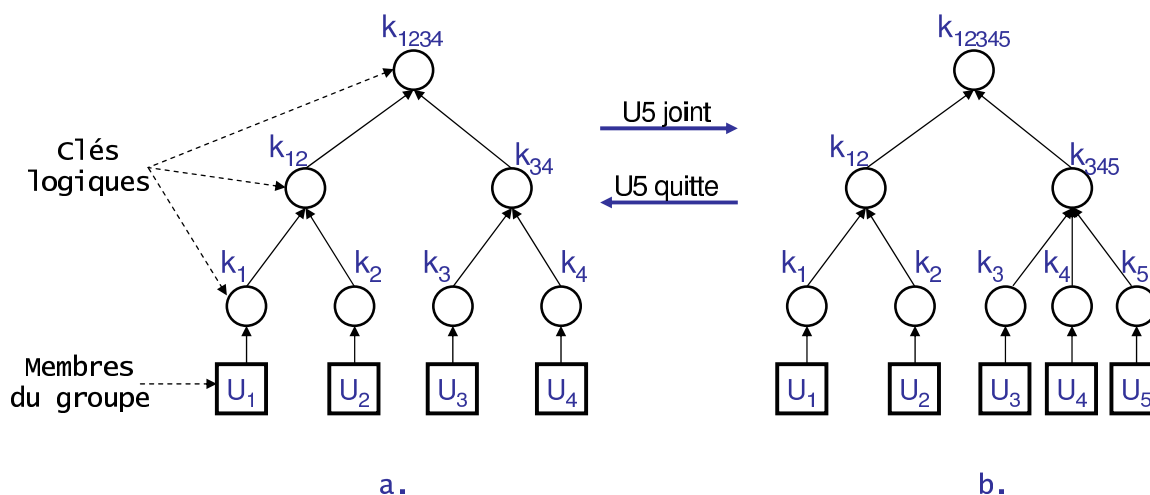 k1234
k12345
U5 joint
Clés
logiques
k12
k34
U5 quitte
k12
k345
k1
k2
k3
k4
k1
k2
k3
k4
k5
Membres
du groupe
U1
U2
U3
U4
U1
U2
U3
U4
U5
a.
b.